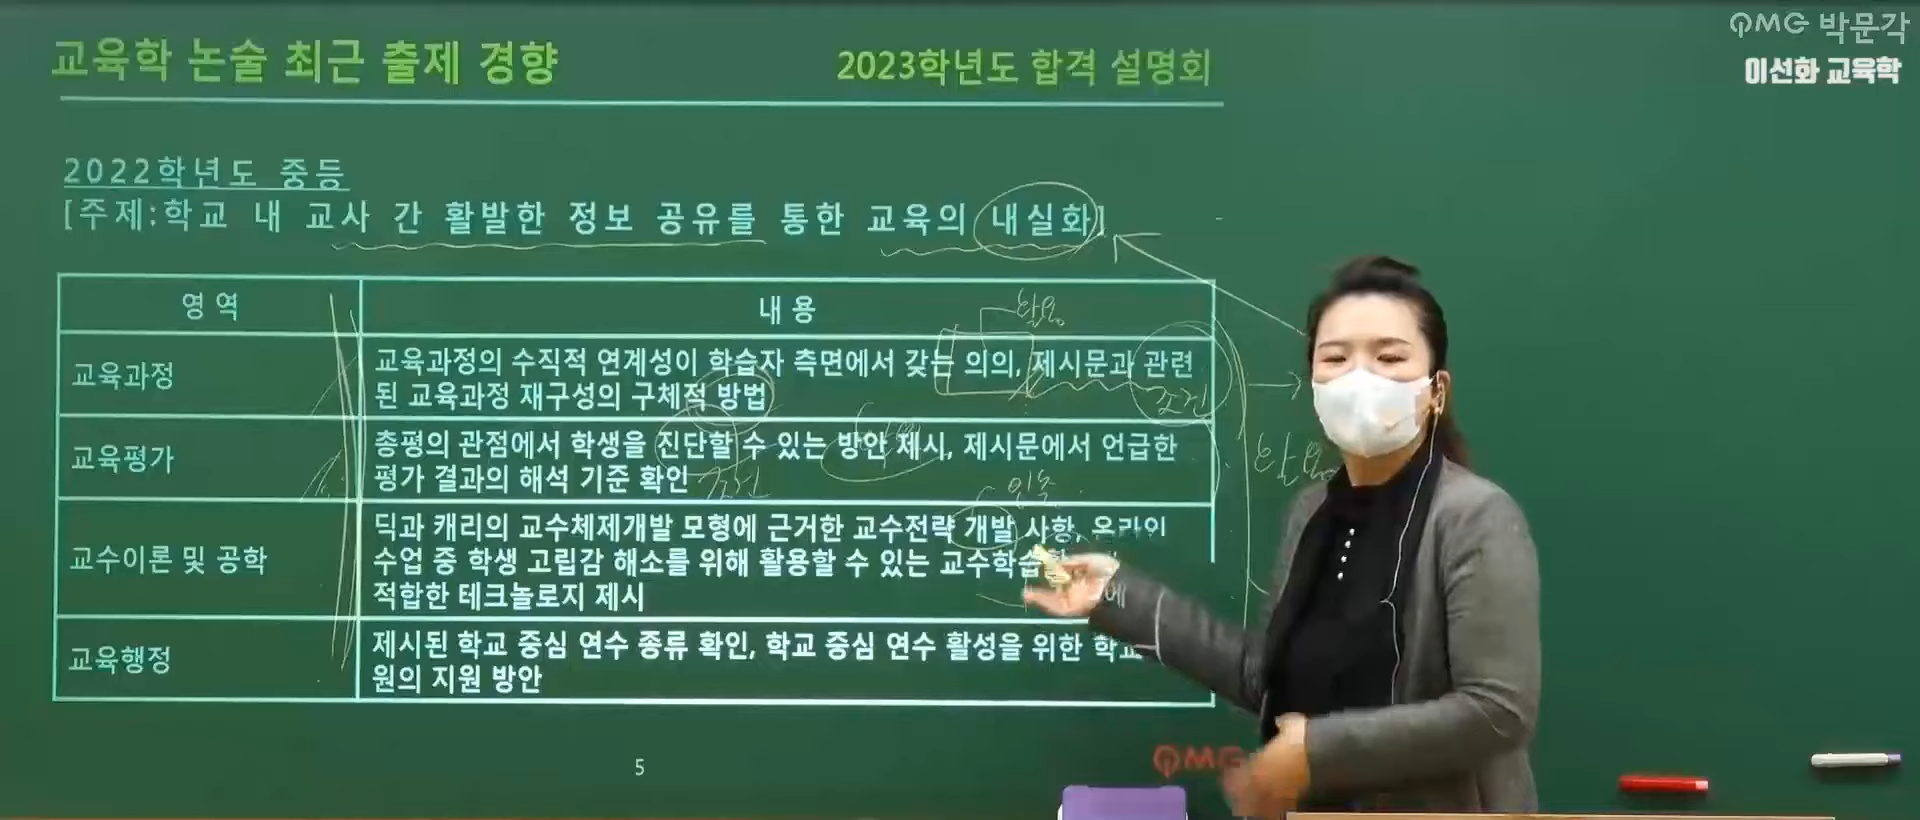 PMG 박문각
이선화 교육학
교육학 논술 최근 출제 경향
2023학년도 합격 설명회
2022학년도 중등
[주제:학교 내 교사 간 활발한 정보 공유를 통한 교육의 내실화]
영 역
내 용
활용
교육과정
교육과정의 수직적 연계성이 학습자 측면에서 갖는 의의, 제시문과 관련
된 교육과정 재구성의 구체적 방법
조건
교육평가
총평의 관점에서 학생을 진단할 수 있는 방안 제시, 제시문에서 언급한
평가 결과의 해석 기준 확인
조건
교수이론 및 공학
딕과 캐리의 교수체제개발 모형에 근거한 교수전략 개발 사항, 온라인
수업 중 학생 고립감 해소를 위해 활용할 수 있는 교수학습
적합한 테크놀로지 제시
교육행정
제시된 학교 중심 연수 종류 확인, 학교 중심 연수 활성을 위한
원의 지원 방안
5
PMG